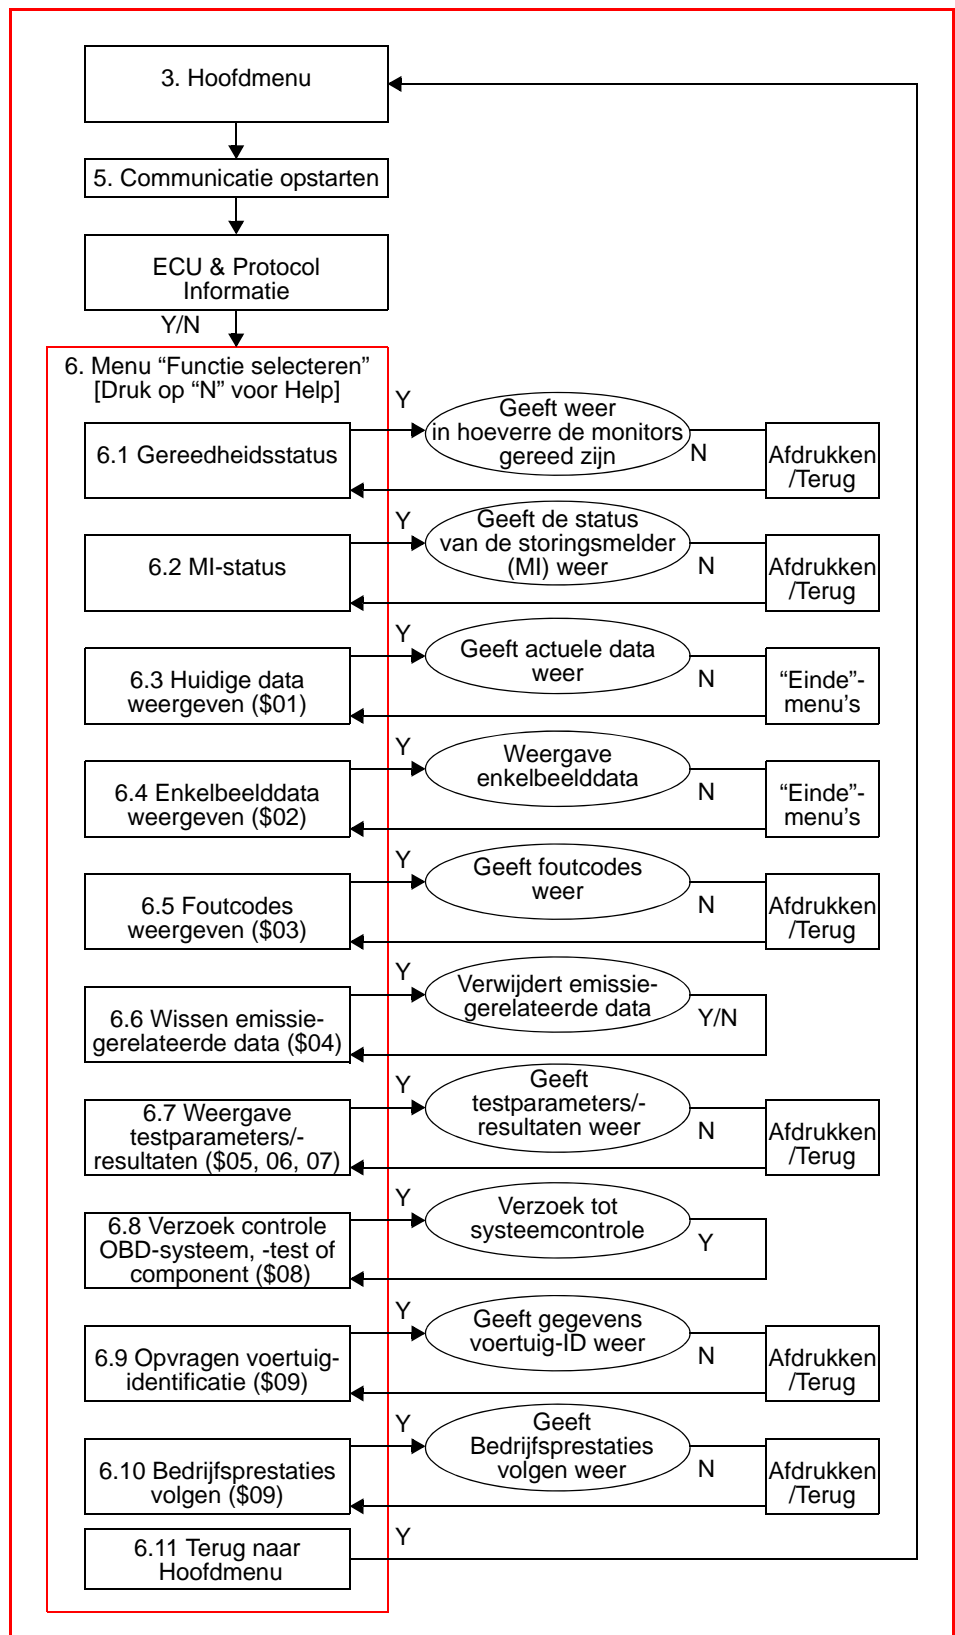 3. Hoofdmenu
5. Communicatie opstarten
ECU & Protocol
Informatie
Y/N
6. Menu “Functie selecteren”
[Druk op “N” voor Help]
Y
Geeft weer
in hoeverre de monitors
gereed zijn
6.1 Gereedheidsstatus
N
Afdrukken
/Terug
Y
Geeft de status
van de storingsmelder
(MI) weer
6.2 MI-status
N
Afdrukken
/Terug
Y
Geeft actuele data
weer
6.3 Huidige data
weergeven ($01)
N
“Einde”-
menu’s
Y
Weergave
enkelbeelddata
6.4 Enkelbeelddata
weergeven ($02)
N
“Einde”-
menu’s
Y
Geeft foutcodes
weer
6.5 Foutcodes
weergeven ($03)
N
Afdrukken
/Terug
Y
Verwijdert emissie-
gerelateerde data
6.6 Wissen emissie-
gerelateerde data ($04)
Y/N
Y
Geeft
testparameters/-
resultaten weer
6.7 Weergave
testparameters/-
resultaten ($05, 06, 07)
N
Afdrukken
/Terug
Y
Verzoek tot
systeemcontrole
6.8 Verzoek controle
OBD-systeem, -test of
component ($08)
Y
Y
Geeft gegevens
voertuig-ID weer
6.9 Opvragen voertuig-
identificatie ($09)
N
Afdrukken
/Terug
Y
Geeft
Bedrijfsprestaties
volgen weer
6.10 Bedrijfsprestaties
volgen ($09)
N
Afdrukken
/Terug
6.11 Terug naar
Hoofdmenu
Y